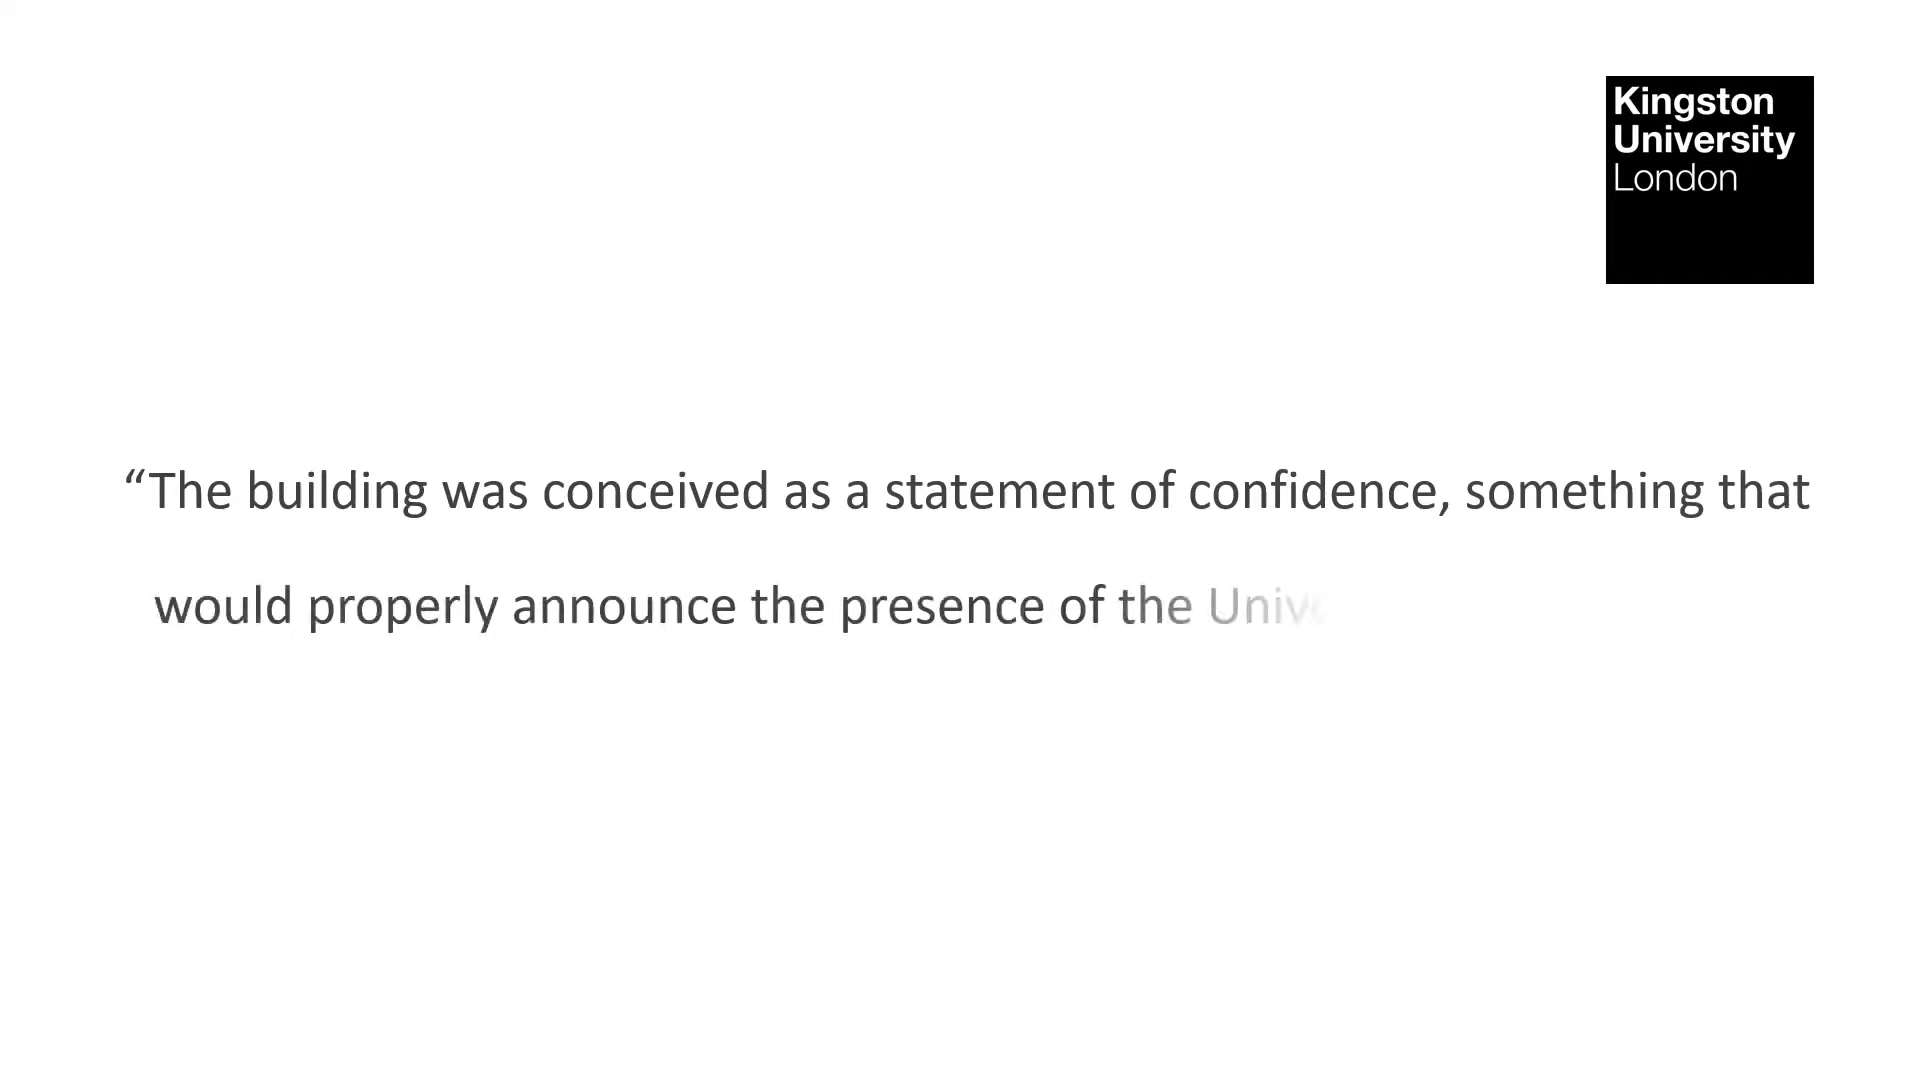 Kingston
University
London
“The building was conceived as a statement of confidence, something that
would properly announce the presence of the